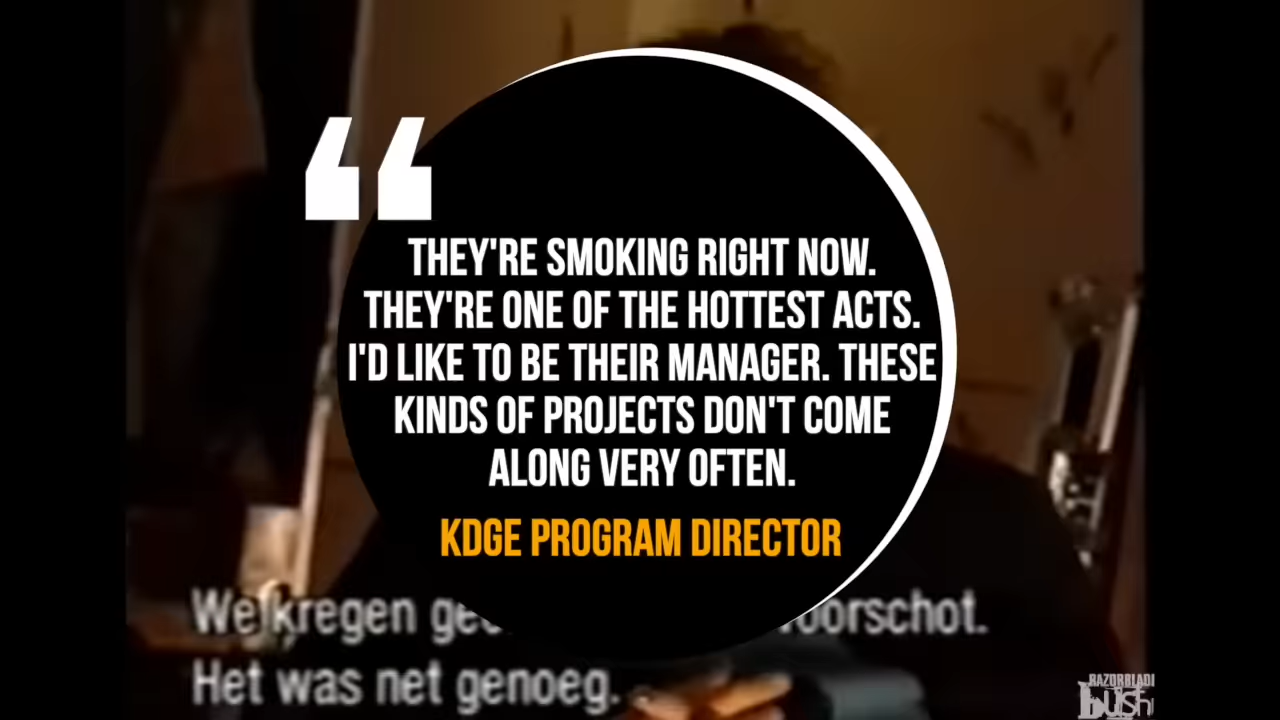 “
THEY'RE SMOKING RIGHT NOW.
THEY'RE ONE OF THE HOTTEST ACTS.
I'D LIKE TO BE THEIR MANAGER. THESE
KINDS OF PROJECTS DON'T COME
ALONG VERY OFTEN.
KDGE PROGRAM DIRECTOR
We kregen
Het was net genoeg.
bush